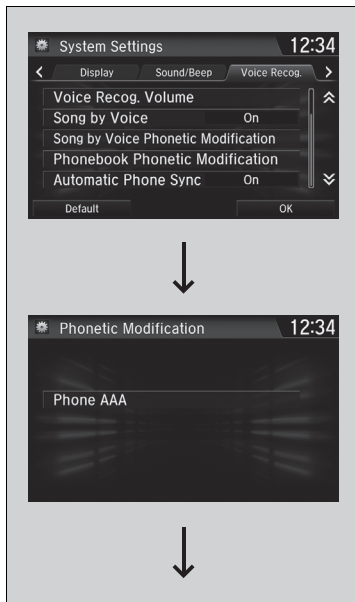 System Settings 12:34
Display Sound/Beep Voice Recog.
Voice Recog. Volume
Song by Voice On
Song by Voice Phonetic Modification
Phonebook Phonetic Modification
Automatic Phone Sync On
Default OK
Phonetic Modification 12:34
Phone AAA